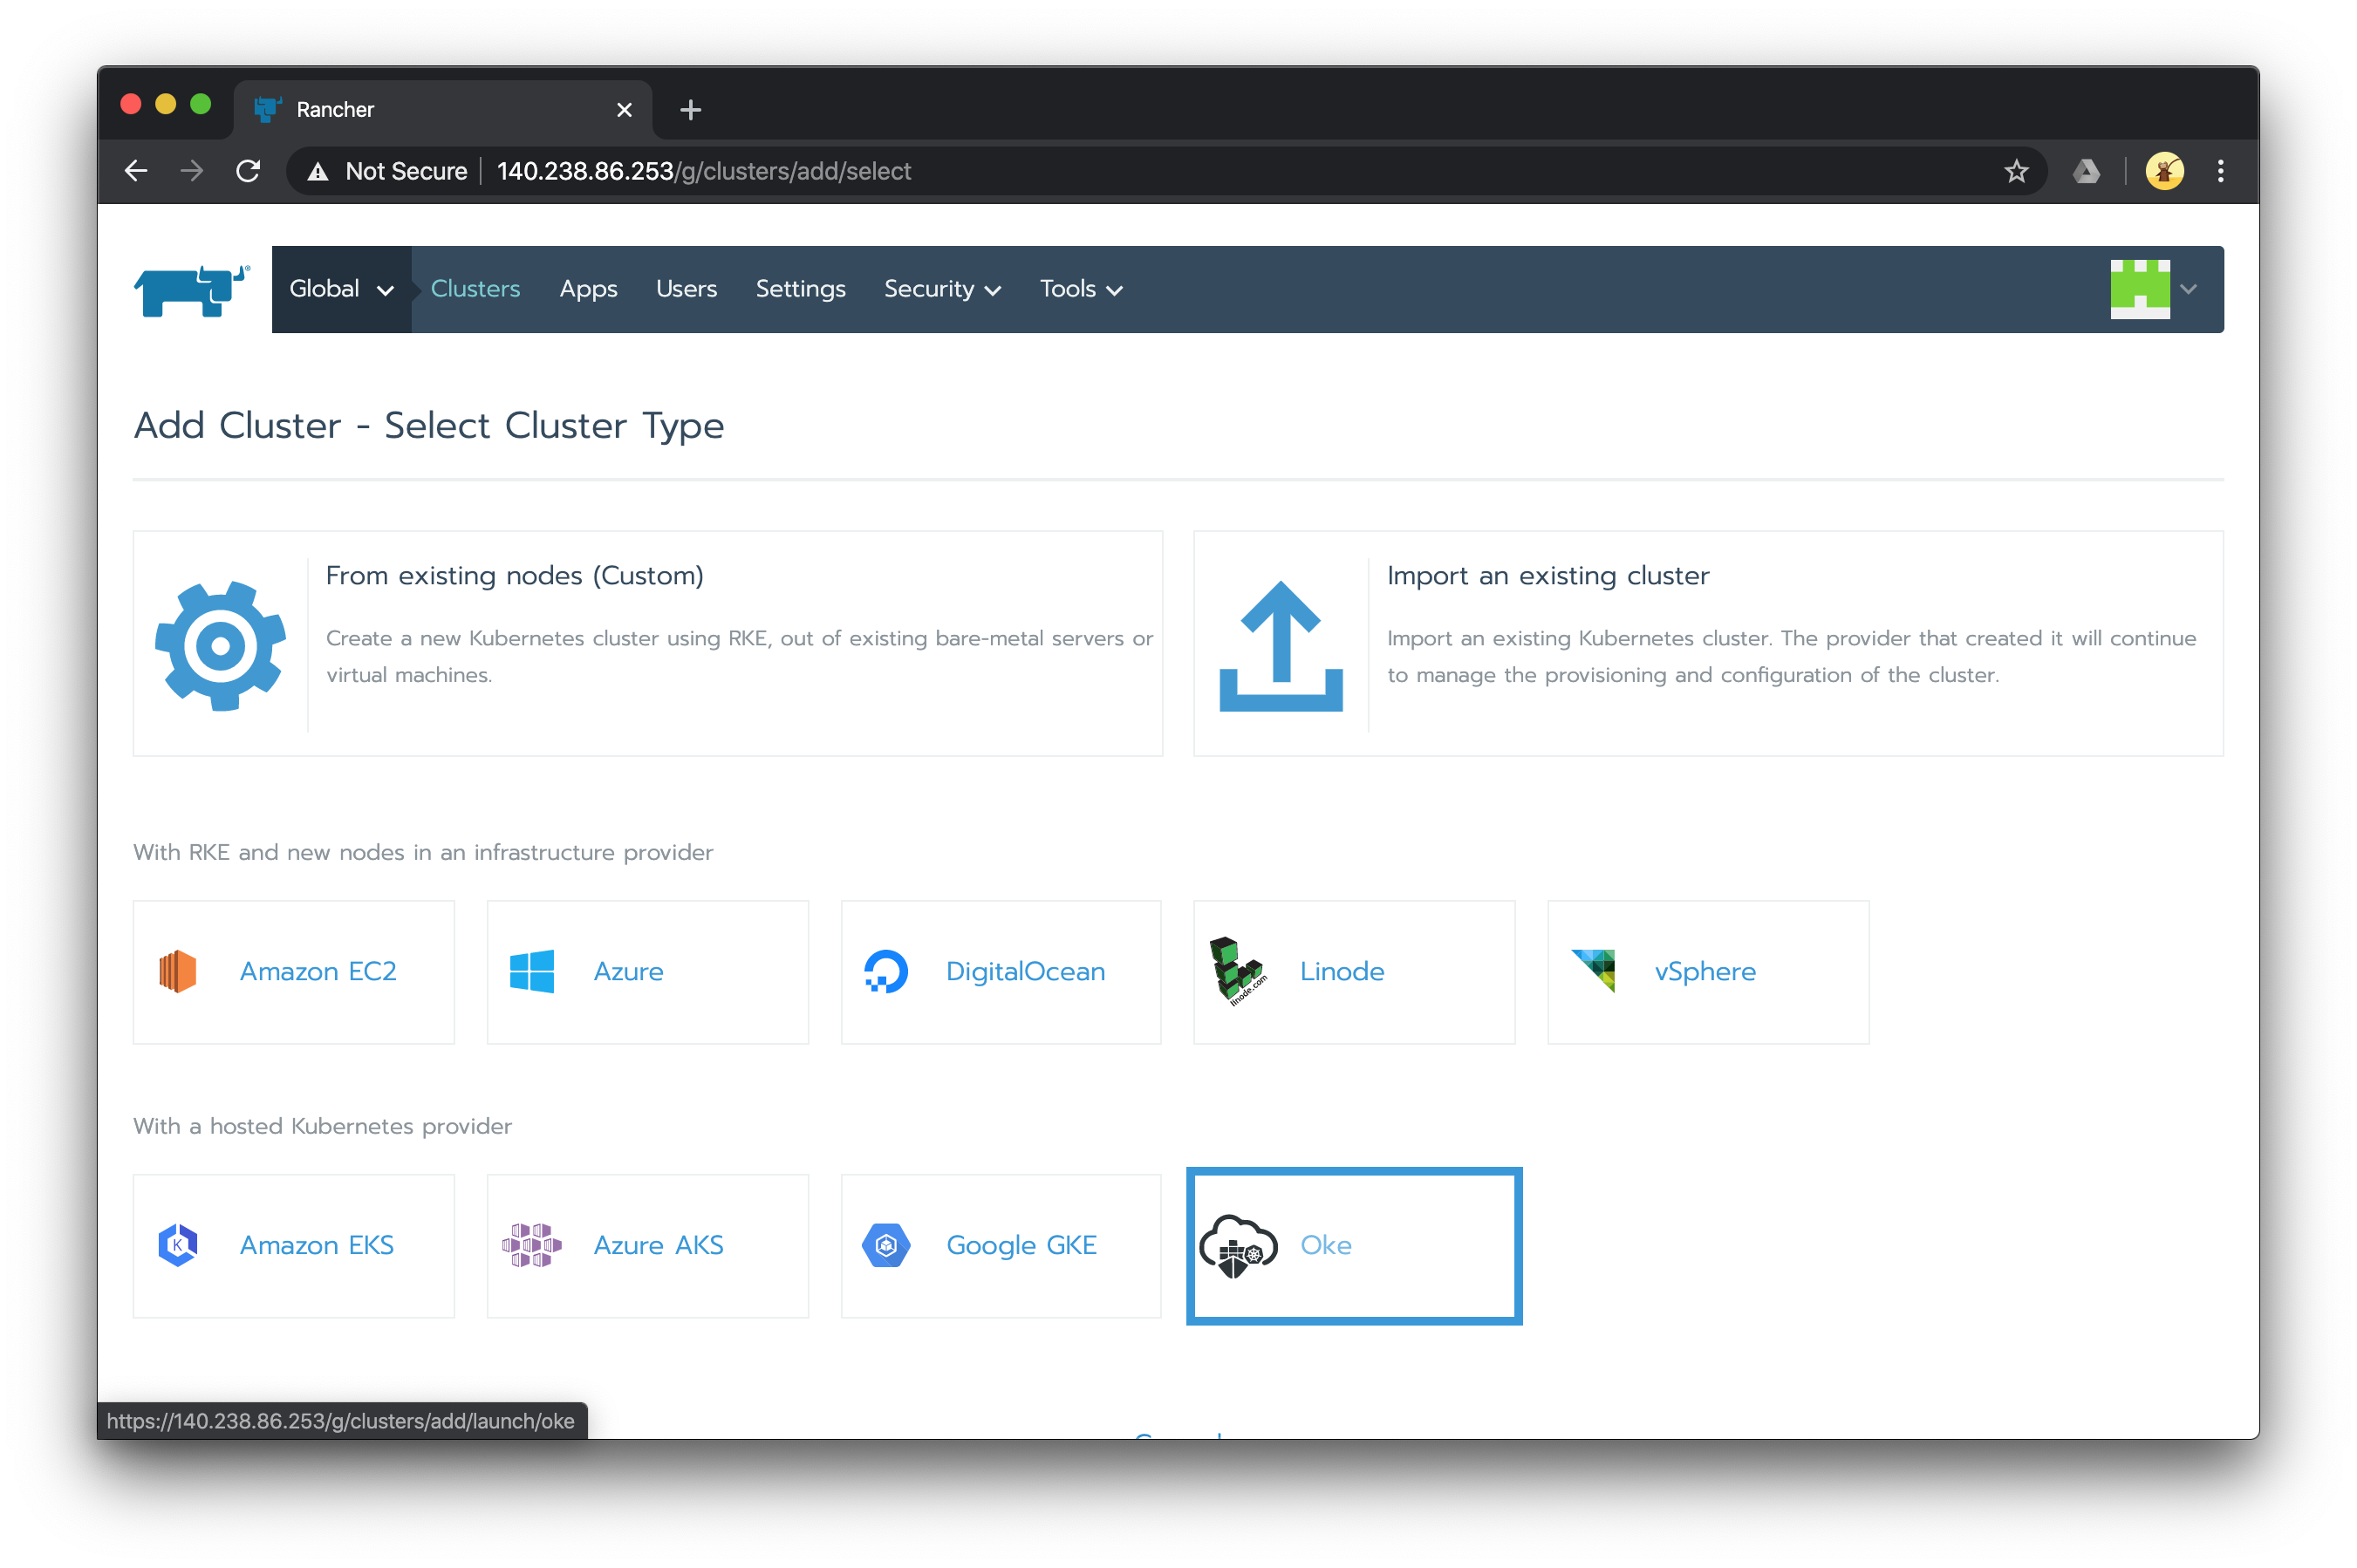 Rancher
Not Secure 140.238.86.253/g/clusters/add/select
Global Clusters Apps Users Settings Security Tools
Add Cluster - Select Cluster Type
From existing nodes (Custom)
Create a new Kubernetes cluster using RKE, out of existing bare-metal servers or
virtual machines.
Import an existing cluster
Import an existing Kubernetes cluster. The provider that created it will continue
to manage the provisioning and configuration of the cluster.
With RKE and new nodes in an infrastructure provider
Amazon EC2
Azure
DigitalOcean
linode.com
Linode
vSphere
With a hosted Kubernetes provider
K
Amazon EKS
Azure AKS
Google GKE
Oke
https://140.238.86.253/g/clusters/add/launch/oke